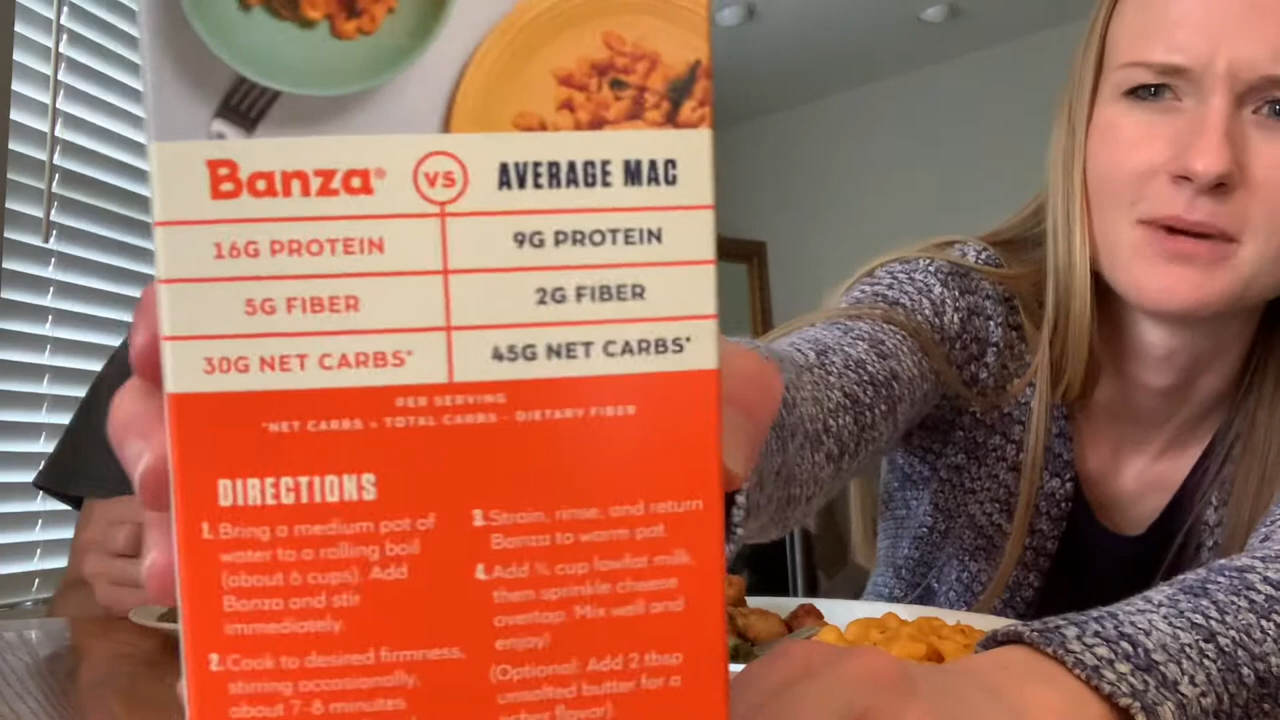 Banza® VS AVERAGE MAC
16G PROTEIN 9G PROTEIN
5G FIBER 2G FIBER
30G NET CARBS* 45G NET CARBS*
PER SERVING
*NET CARBS = TOTAL CARBS - DIETARY FIBER
DIRECTIONS
1. Bring a medium pot of
water to a rolling boil
(about 6 cups). Add
Banza and stir
immediately.
2. Cook to desired firmness,
stirring occasionally,
about 7-8 minutes
3. Strain, rinse, and return
Banza to warm pot.
4. Add cup lowfat milk,
then sprinkle cheese
overtop. Mix well and
enjoy!
(Optional: Add 2 tbsp
unsalted butter for a
richer flavor).